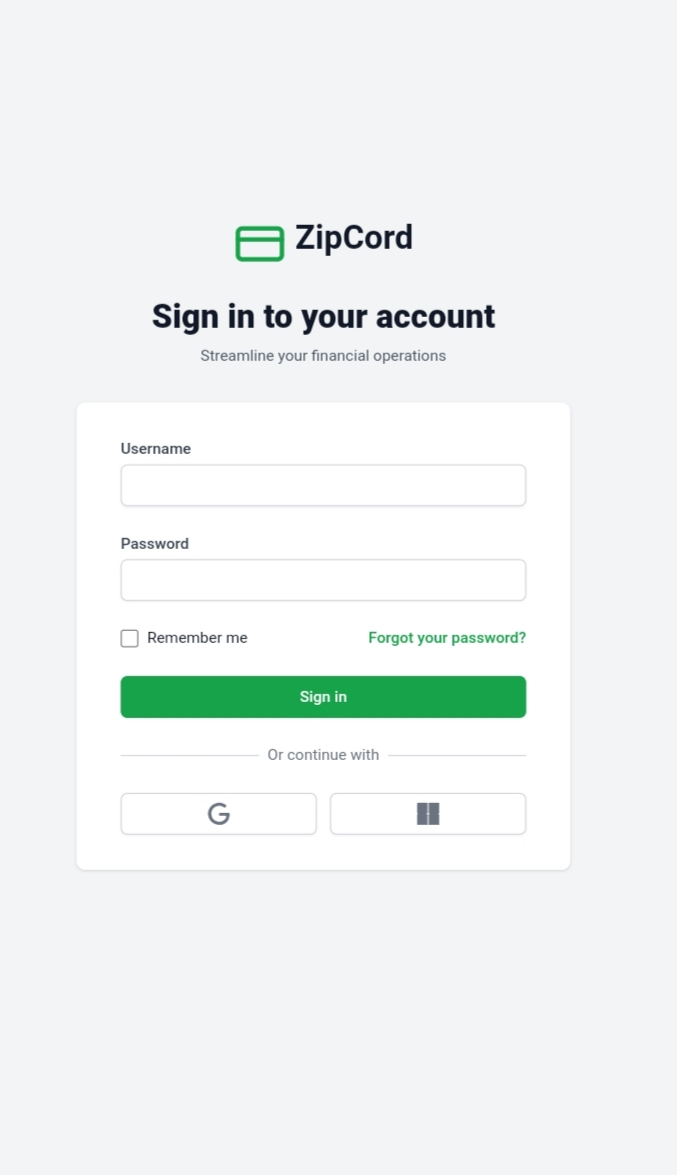 ZipCord
Sign in to your account
Streamline your financial operations
Username
Password
Remember me
Forgot your password?
Sign in
Or continue with